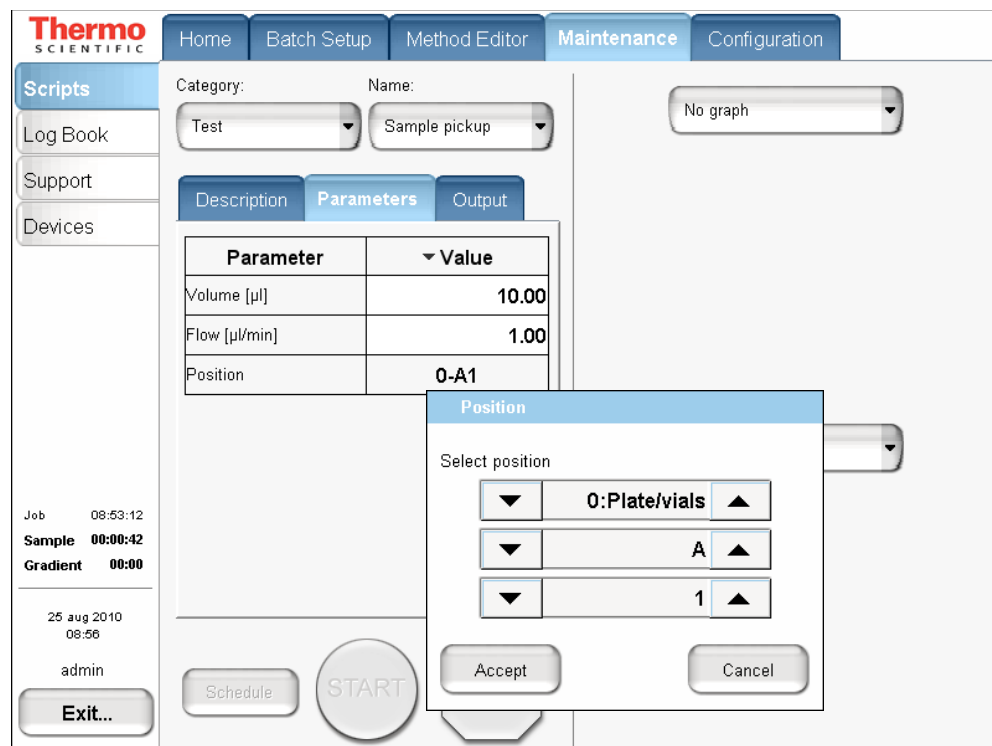 Thermo
SCIENTIFIC
Home
Batch Setup
Method Editor
Maintenance
Configuration
Scripts
Log Book
Support
Devices
Category:
Name:
Test
Sample pickup
No graph
Description
Parameters
Output
Parameter
Value
Volume [µl]
10.00
Flow [µl/min]
1.00
Position
0-A1
Position
Select position
0:Plate/vials
A
1
Accept
Cancel
Job 08:53:12
Sample 00:00:42
Gradient 00:00
25 aug 2010
08:56
admin
Exit...
Schedule
START